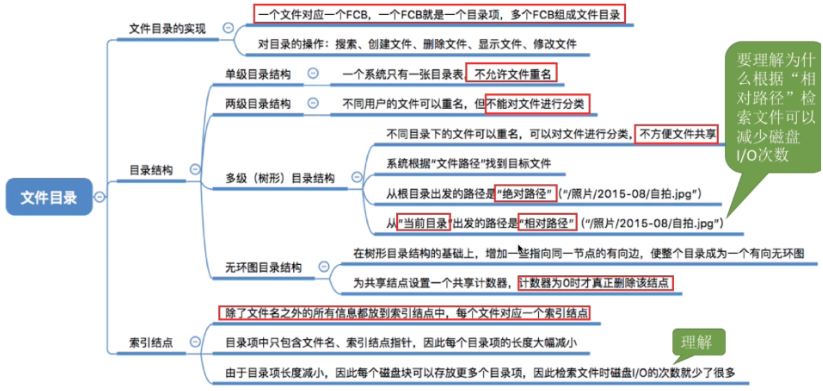 文件目录
文件目录的实现
一个文件对应一个FCB，一个FCB就是一个目录项，多个FCB组成文件目录
对目录的操作：搜索、创建文件、删除文件、显示文件、修改文件
目录结构
单级目录结构
一个系统只有一张目录表，不允许文件重名
两级目录结构
不同用户的文件可以重名，但不能对文件进行分类
多级（树形）目录结构
不同目录下的文件可以重名，可以对文件进行分类，不方便文件共享
系统根据“文件路径”找到目标文件
从根目录出发的路径是“绝对路径”（“/照片/2015-08/自拍.jpg”）
从“当前目录”出发的路径是“相对路径”（“/照片/2015-08/自拍.jpg”）
无环图目录结构
在树形目录结构的基础上，增加一些指向同一节点的有向边，使整个目录成为一个有向无环图
为共享结点设置一个共享计数器，计数器为0时才真正删除该结点
索引结点
除了文件名之外的所有信息都放到索引结点中，每个文件对应一个索引结点
目录项中只包含文件名、索引结点指针，因此每个目录项的长度大幅减小
由于目录项长度减小，因此每个磁盘块可以存放更多个目录项，因此检索文件时磁盘I/O的次数就少了很多
要理解为什
么根据“相
对路径”检
索文件可以
减少磁盘
I/O次数
理解